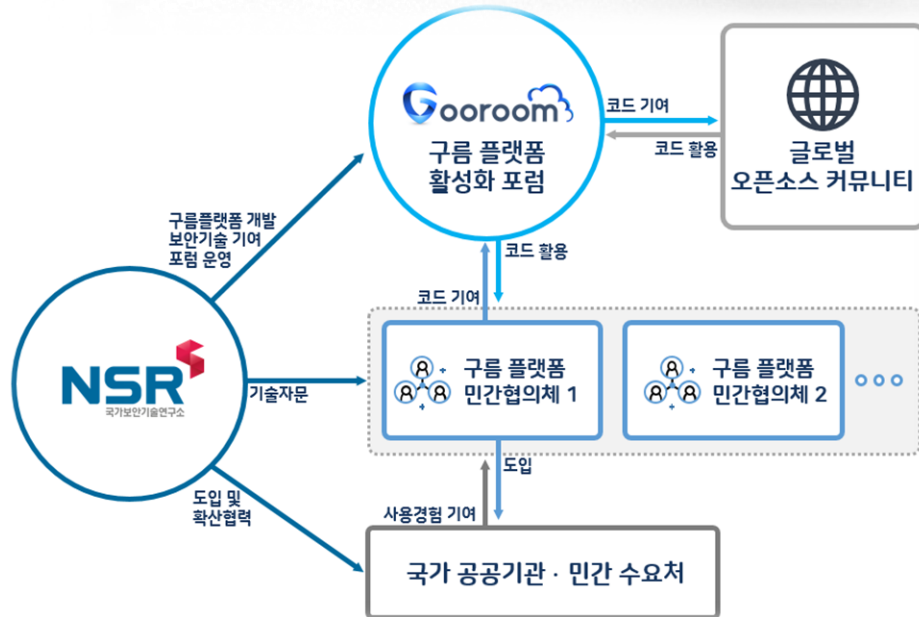 Gooroom
구름 플랫폼
활성화 포럼
코드 기여
코드 활용
글로벌
오픈소스 커뮤니티
구름플랫폼 개발
보안기술 기여
포럼 운영
코드 활용
코드 기여
NSR
국가보안기술연구소
기술자문
구름 플랫폼
민간협의체 1
구름 플랫폼
민간협의체 2
도입
도입 및
확산협력
사용경험 기여
국가 공공기관 · 민간 수요처